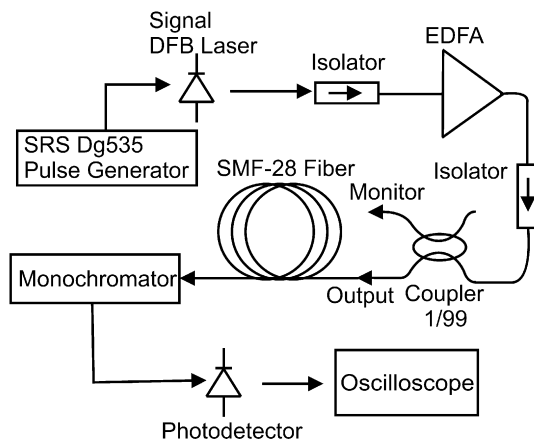 Signal
DFB Laser
EDFA
Isolator
SRS Dg535
Pulse Generator
Isolator
SMF-28 Fiber
Monitor
Monochromator
Output
Coupler
1/99
Oscilloscope
Photodetector